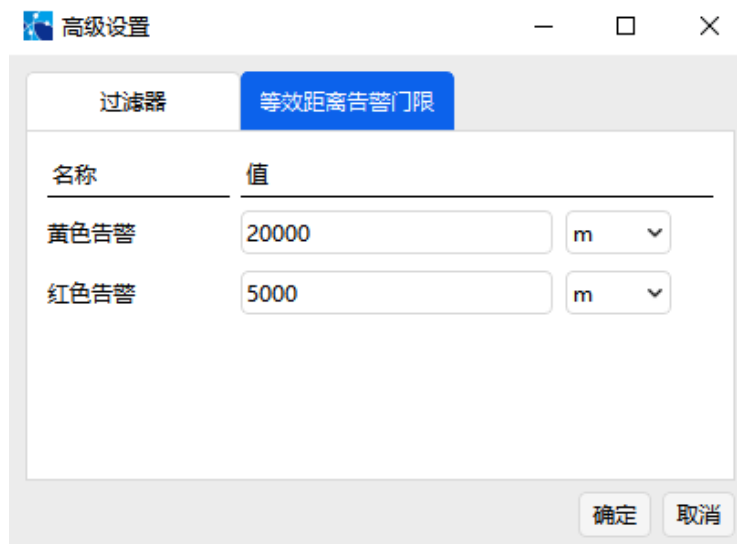 高级设置
过滤器 等效距离告警门限
名称 值
黄色告警 20000 m
红色告警 5000 m
确定 取消